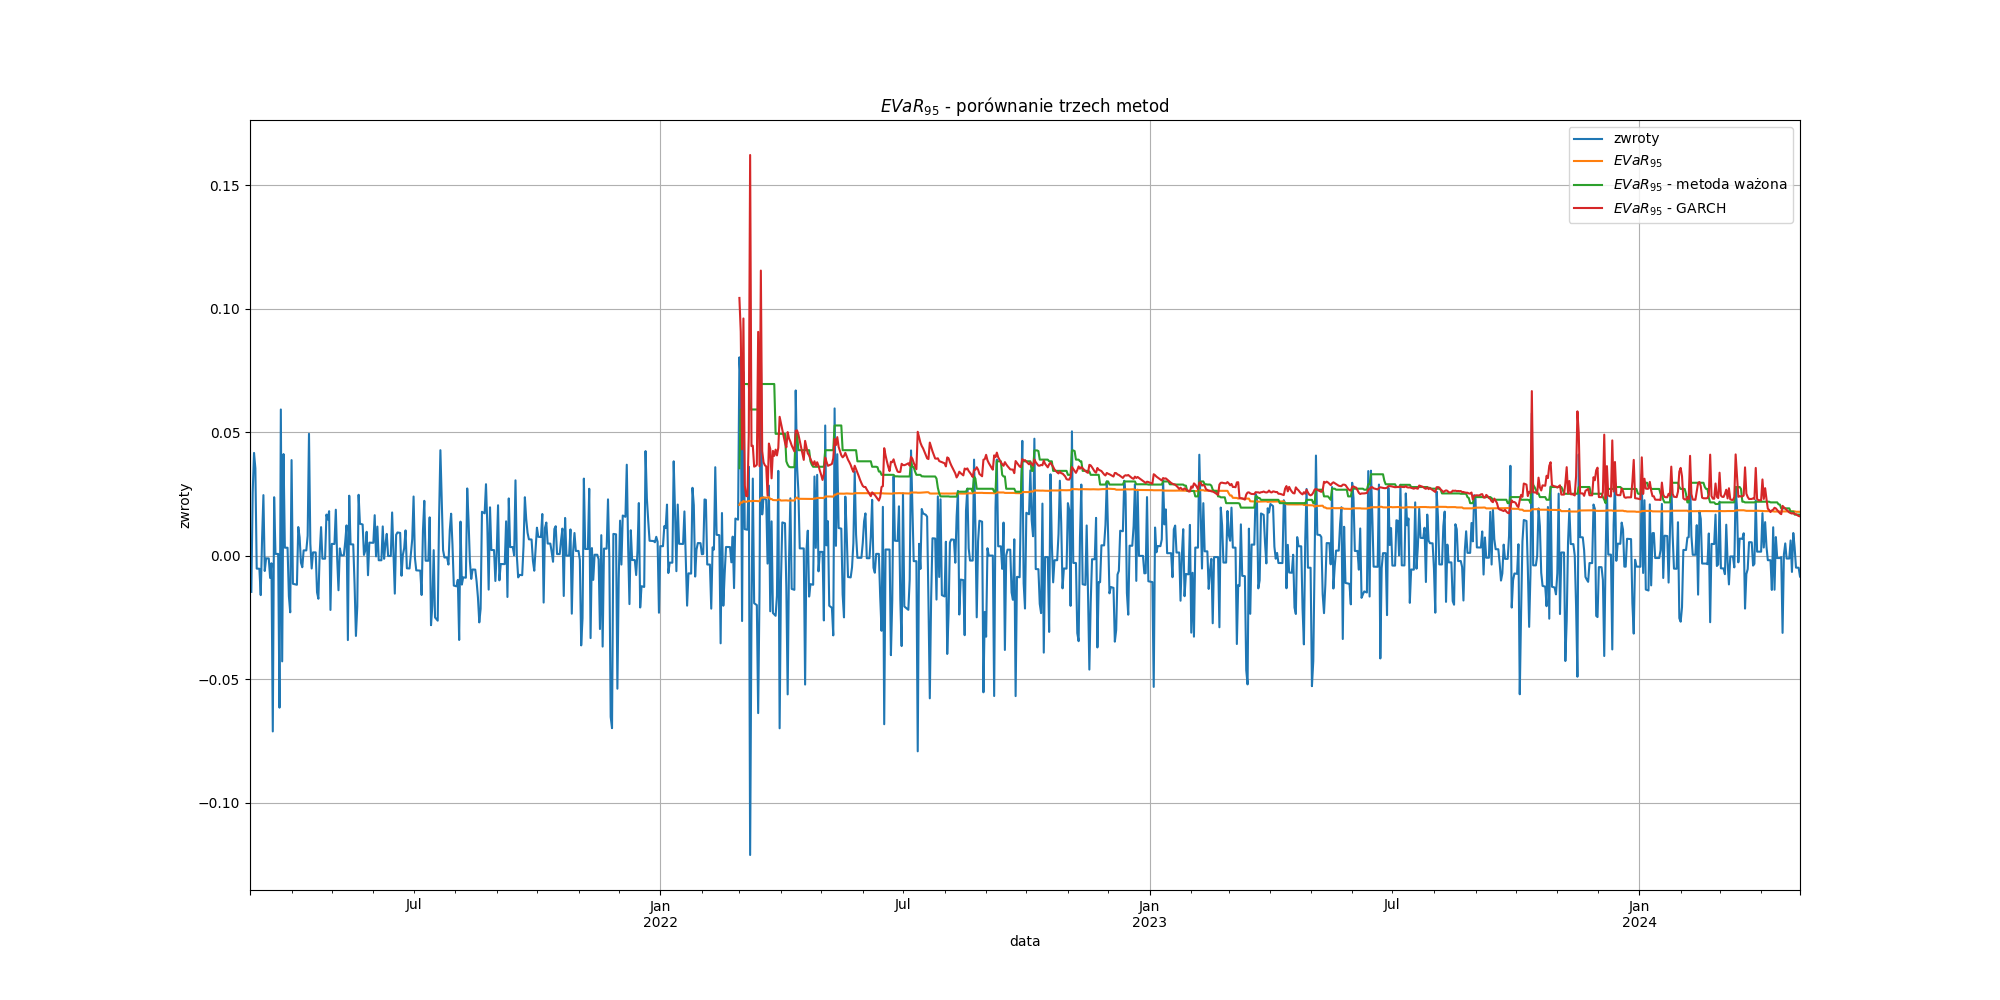 EVaR₉₅ - porównanie trzech metod
zwroty
EVaR₉₅
EVaR₉₅ - metoda ważona
EVaR₉₅ - GARCH
0.15
0.10
0.05
0.00
−0.05
−0.10
zwroty
Jul
Jan
2022
Jul
Jan
2023
Jul
Jan
2024
data